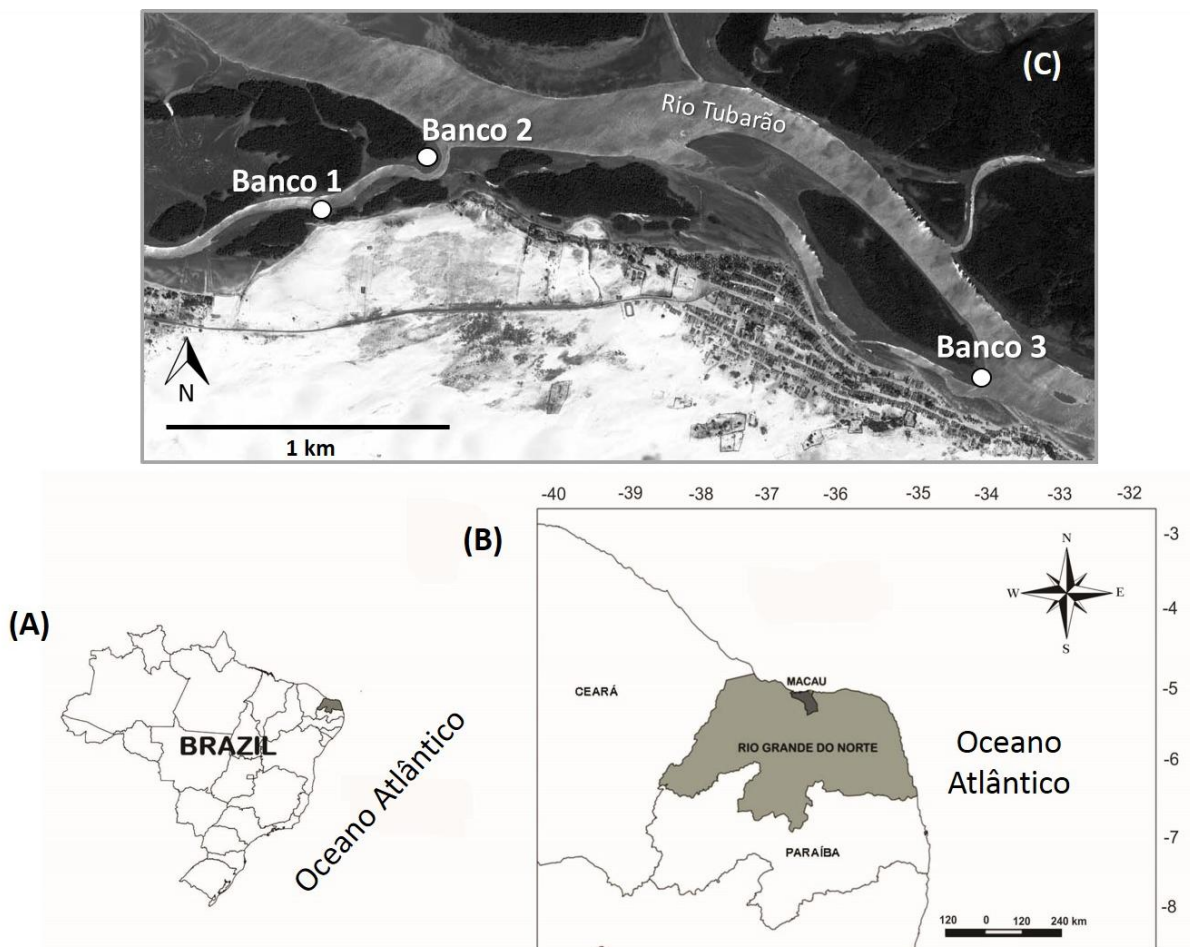 (C)
Rio Tubarão
Banco 2
Banco 1
Banco 3
N
1 km
-40 -39 -38 -37 -36 -35 -34 -33 -32
(B)
-3
N
W E
S
-4
(A)
CEARÁ
MACAU
-5
BRAZIL
RIO GRANDE DO NORTE
Oceano
Atlântico
-6
Oceano Atlântico
-7
PARAÍBA
-8
120 0 120 240 km